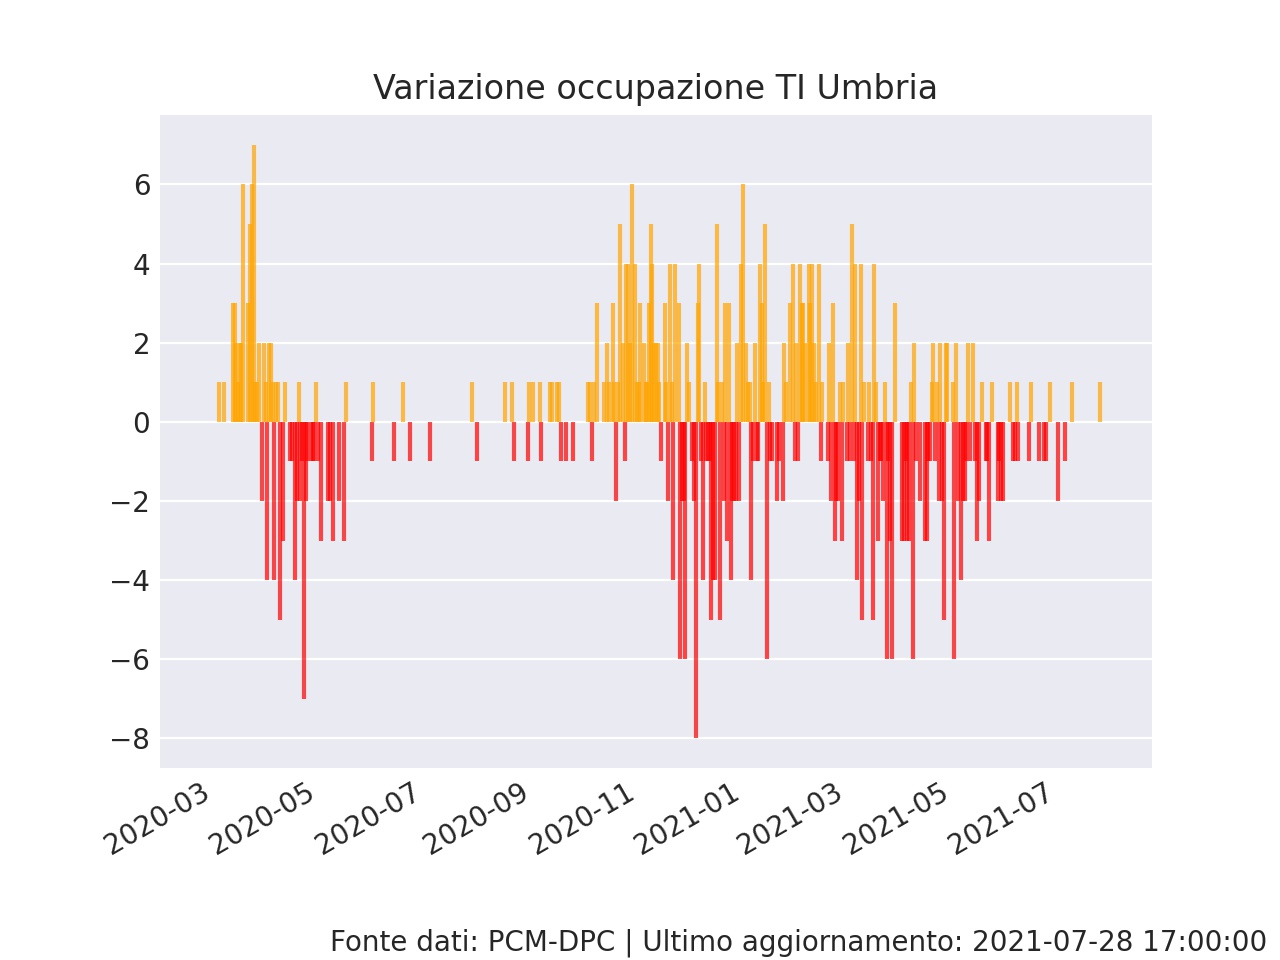 Variazione occupazione TI Umbria
6
4
2
0
−2
−4
−6
−8
2020-03 2020-05 2020-07 2020-09 2020-11 2021-01 2021-03 2021-05 2021-07
Fonte dati: PCM-DPC | Ultimo aggiornamento: 2021-07-28 17:00:00